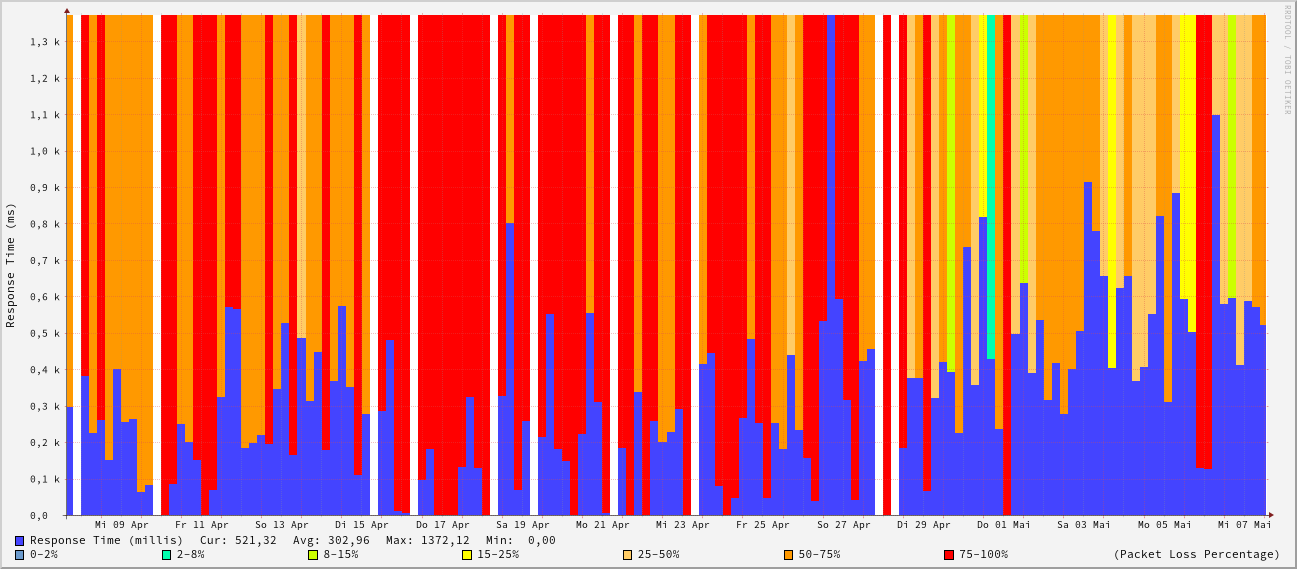 RRDTOOL / TOBI OETIKER
Response Time (ms)
1,3 k
1,2 k
1,1 k
1,0 k
0,9 k
0,8 k
0,7 k
0,6 k
0,5 k
0,4 k
0,3 k
0,2 k
0,1 k
0,0
Mi 09 Apr Fr 11 Apr So 13 Apr Di 15 Apr Do 17 Apr Sa 19 Apr Mo 21 Apr Mi 23 Apr Fr 25 Apr So 27 Apr Di 29 Apr Do 01 Mai Sa 03 Mai Mo 05 Mai Mi 07 Mai
Response Time (millis) Cur: 521,32 Avg: 302,96 Max: 1372,12 Min: 0,00
0-2% 2-8% 8-15% 15-25% 25-50% 50-75% 75-100% (Packet Loss Percentage)